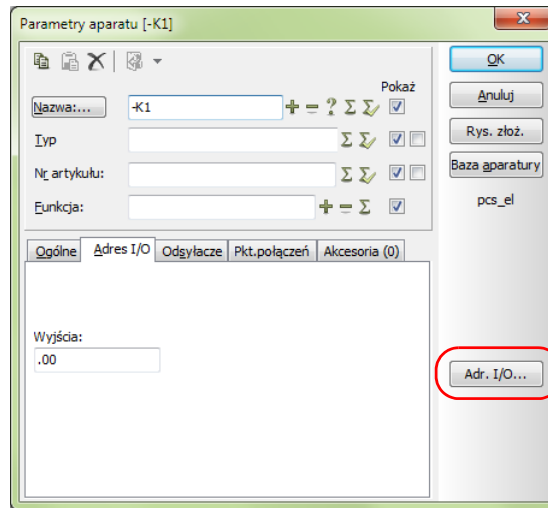 Parametry aparatu [-K1]
Pokaż
Nazwa:...
-K1
Typ
Nr artykułu:
Funkcja:
Ogólne
Adres I/O
Odsyłacze
Pkt.połączeń
Akcesoria (0)
Wyjścia:
.00
OK
Anuluj
Rys. złoż.
Baza aparatury
pcs_el
Adr. I/O...